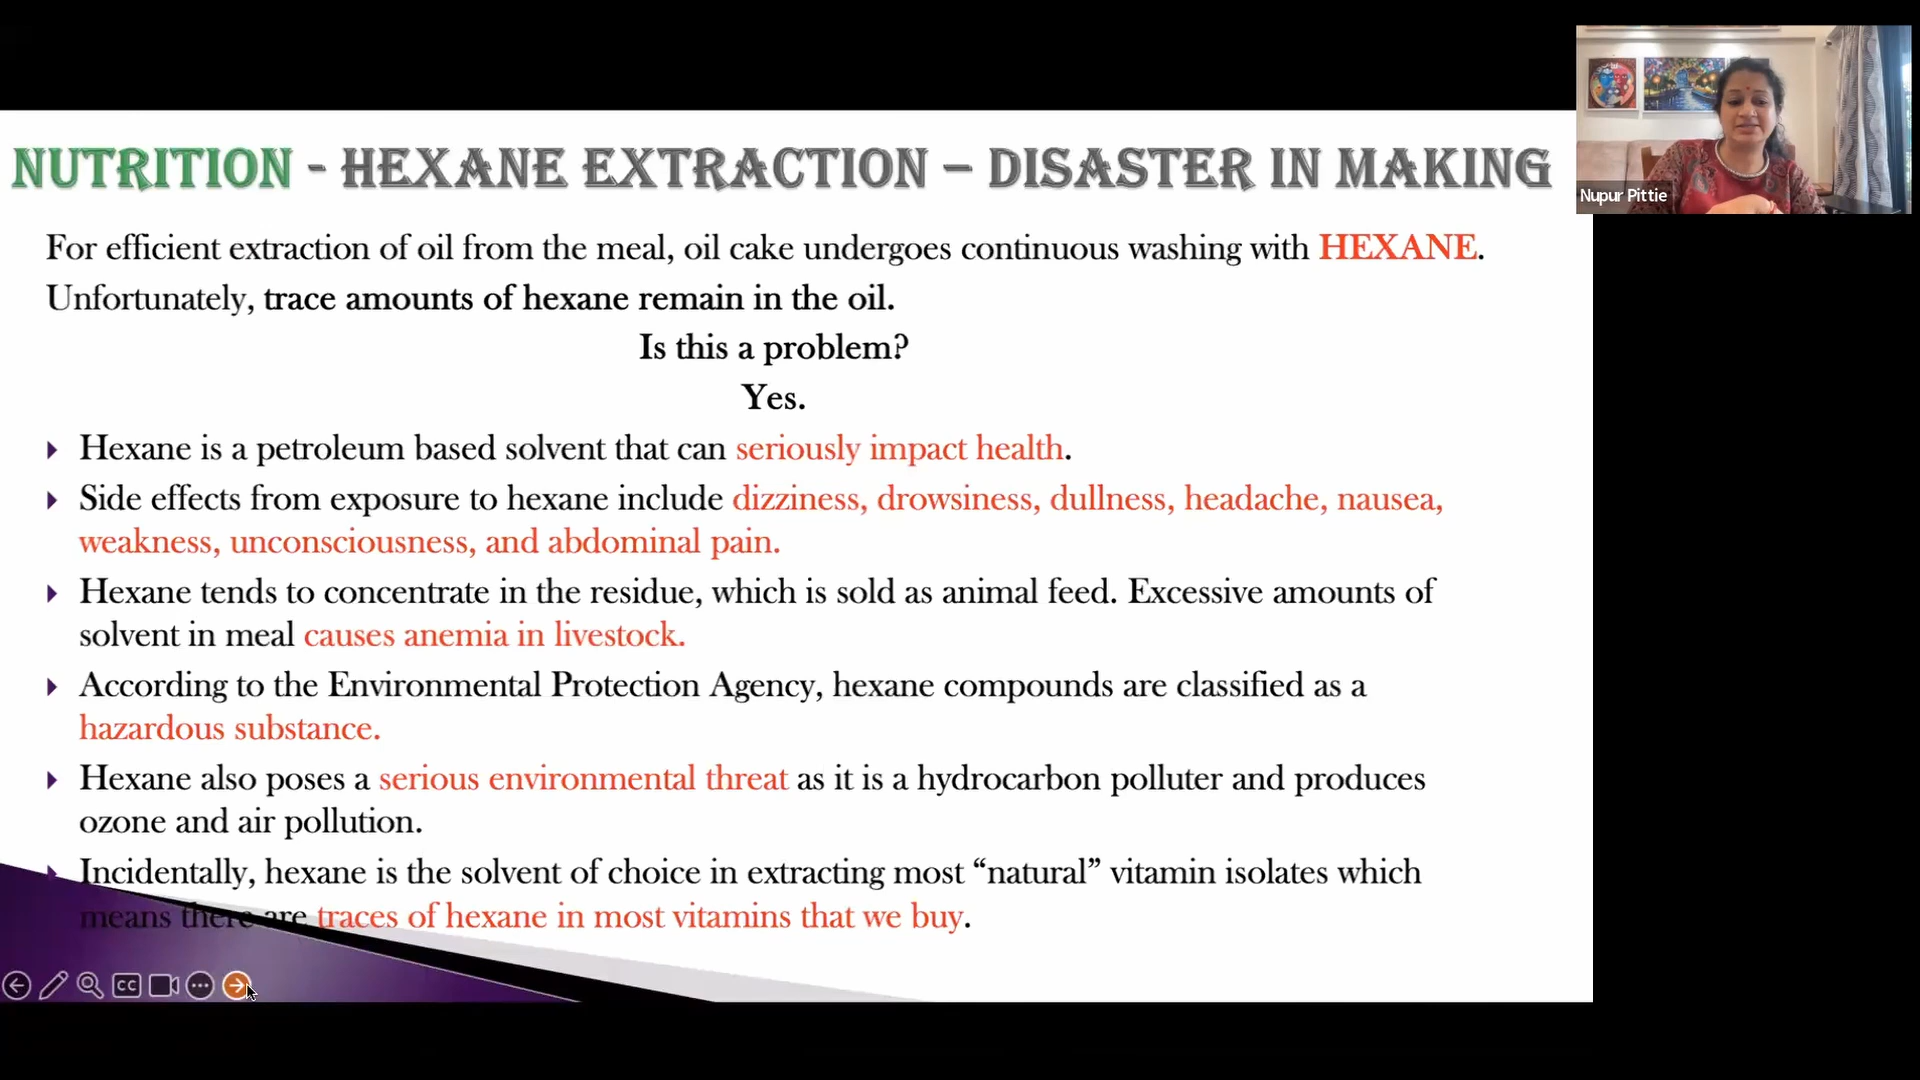 NUTRITION - HEXANE EXTRACTION – DISASTER IN MAKING
Nupur Pittie
For efficient extraction of oil from the meal, oil cake undergoes continuous washing with HEXANE.
Unfortunately, trace amounts of hexane remain in the oil.
Is this a problem?
Yes.
Hexane is a petroleum based solvent that can seriously impact health.
Side effects from exposure to hexane include dizziness, drowsiness, dullness, headache, nausea,
weakness, unconsciousness, and abdominal pain.
Hexane tends to concentrate in the residue, which is sold as animal feed. Excessive amounts of
solvent in meal causes anemia in livestock.
According to the Environmental Protection Agency, hexane compounds are classified as a
hazardous substance.
Hexane also poses a serious environmental threat as it is a hydrocarbon polluter and produces
ozone and air pollution.
Incidentally, hexane is the solvent of choice in extracting most “natural” vitamin isolates which
means there are traces of hexane in most vitamins that we buy.
CC